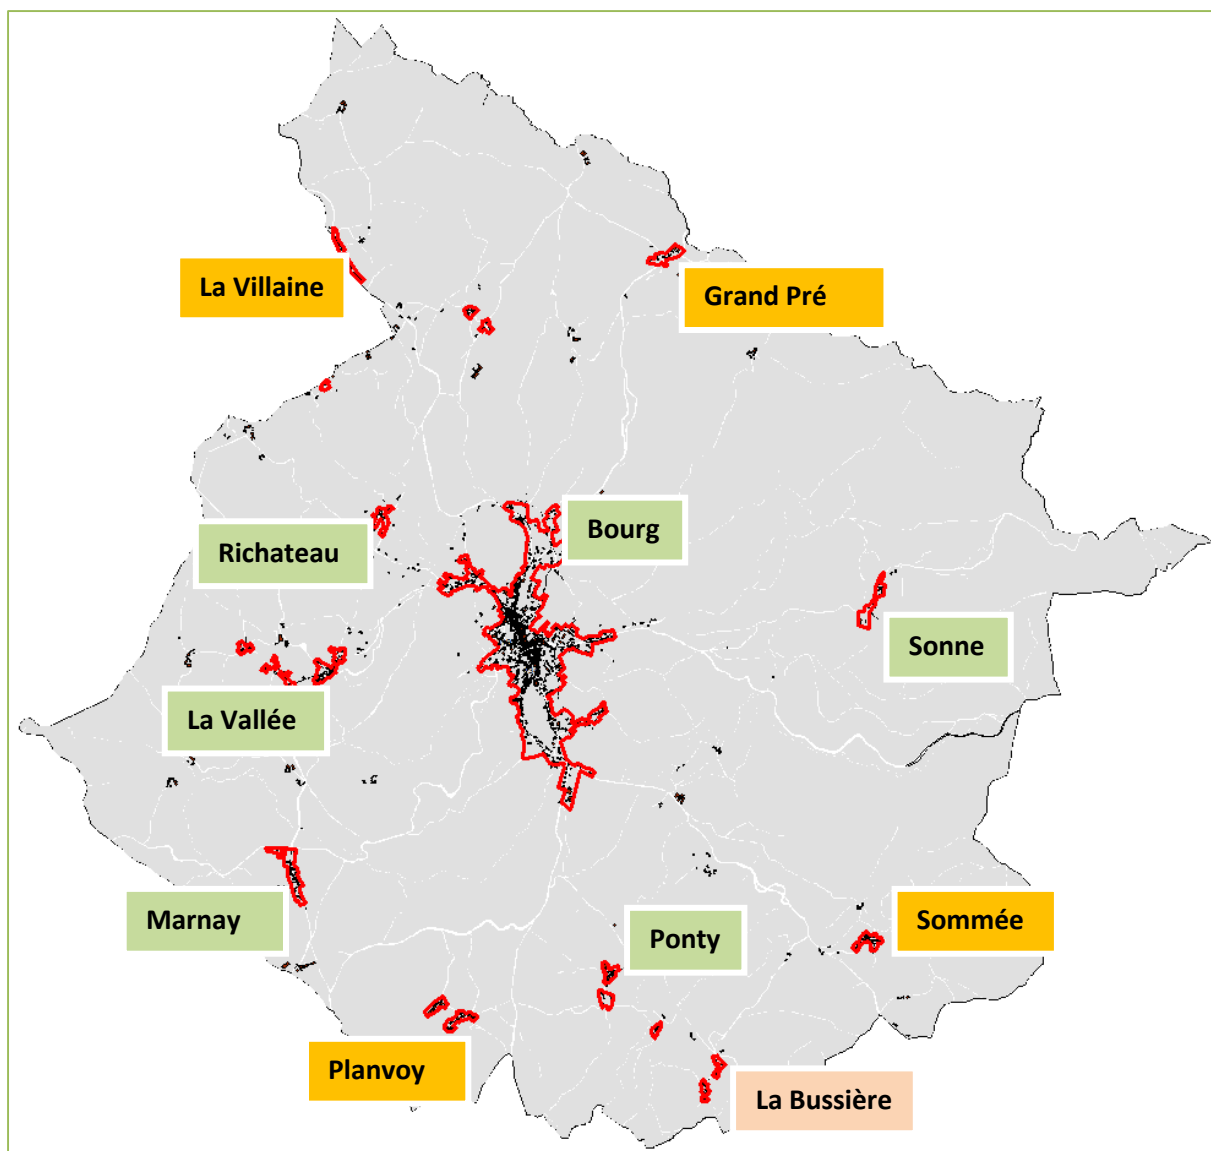 La Villaine
Grand Pré
Bourg
Richateau
Sonne
La Vallée
Marnay
Ponty
Sommée
Planvoy
La Bussière